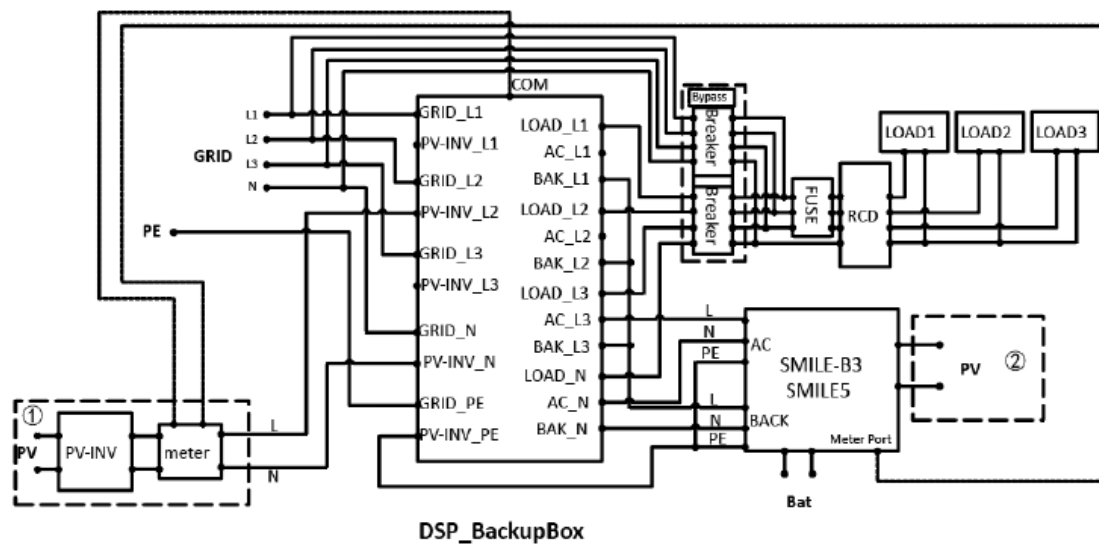 COM
L1
L2
GRID
L3
N
PE
GRID_L1
PV-INV_L1
GRID_L2
PV-INV_L2
GRID_L3
PV-INV_L3
GRID_N
PV-INV_N
GRID_PE
PV-INV_PE
LOAD_L1
AC_L1
BAK_L1
LOAD_L2
AC_L2
BAK_L2
LOAD_L3
AC_L3
BAK_L3
LOAD_N
AC_N
BAK_N
Bypass
Breaker
Breaker
FUSE
RCD
LOAD1
LOAD2
LOAD3
L
N
PE
AC
SMILE-B3
SMILE5
L
N
PE
BACK
Meter Port
Bat
PV
②
①
PV
PV-INV
meter
L
N
DSP_BackupBox